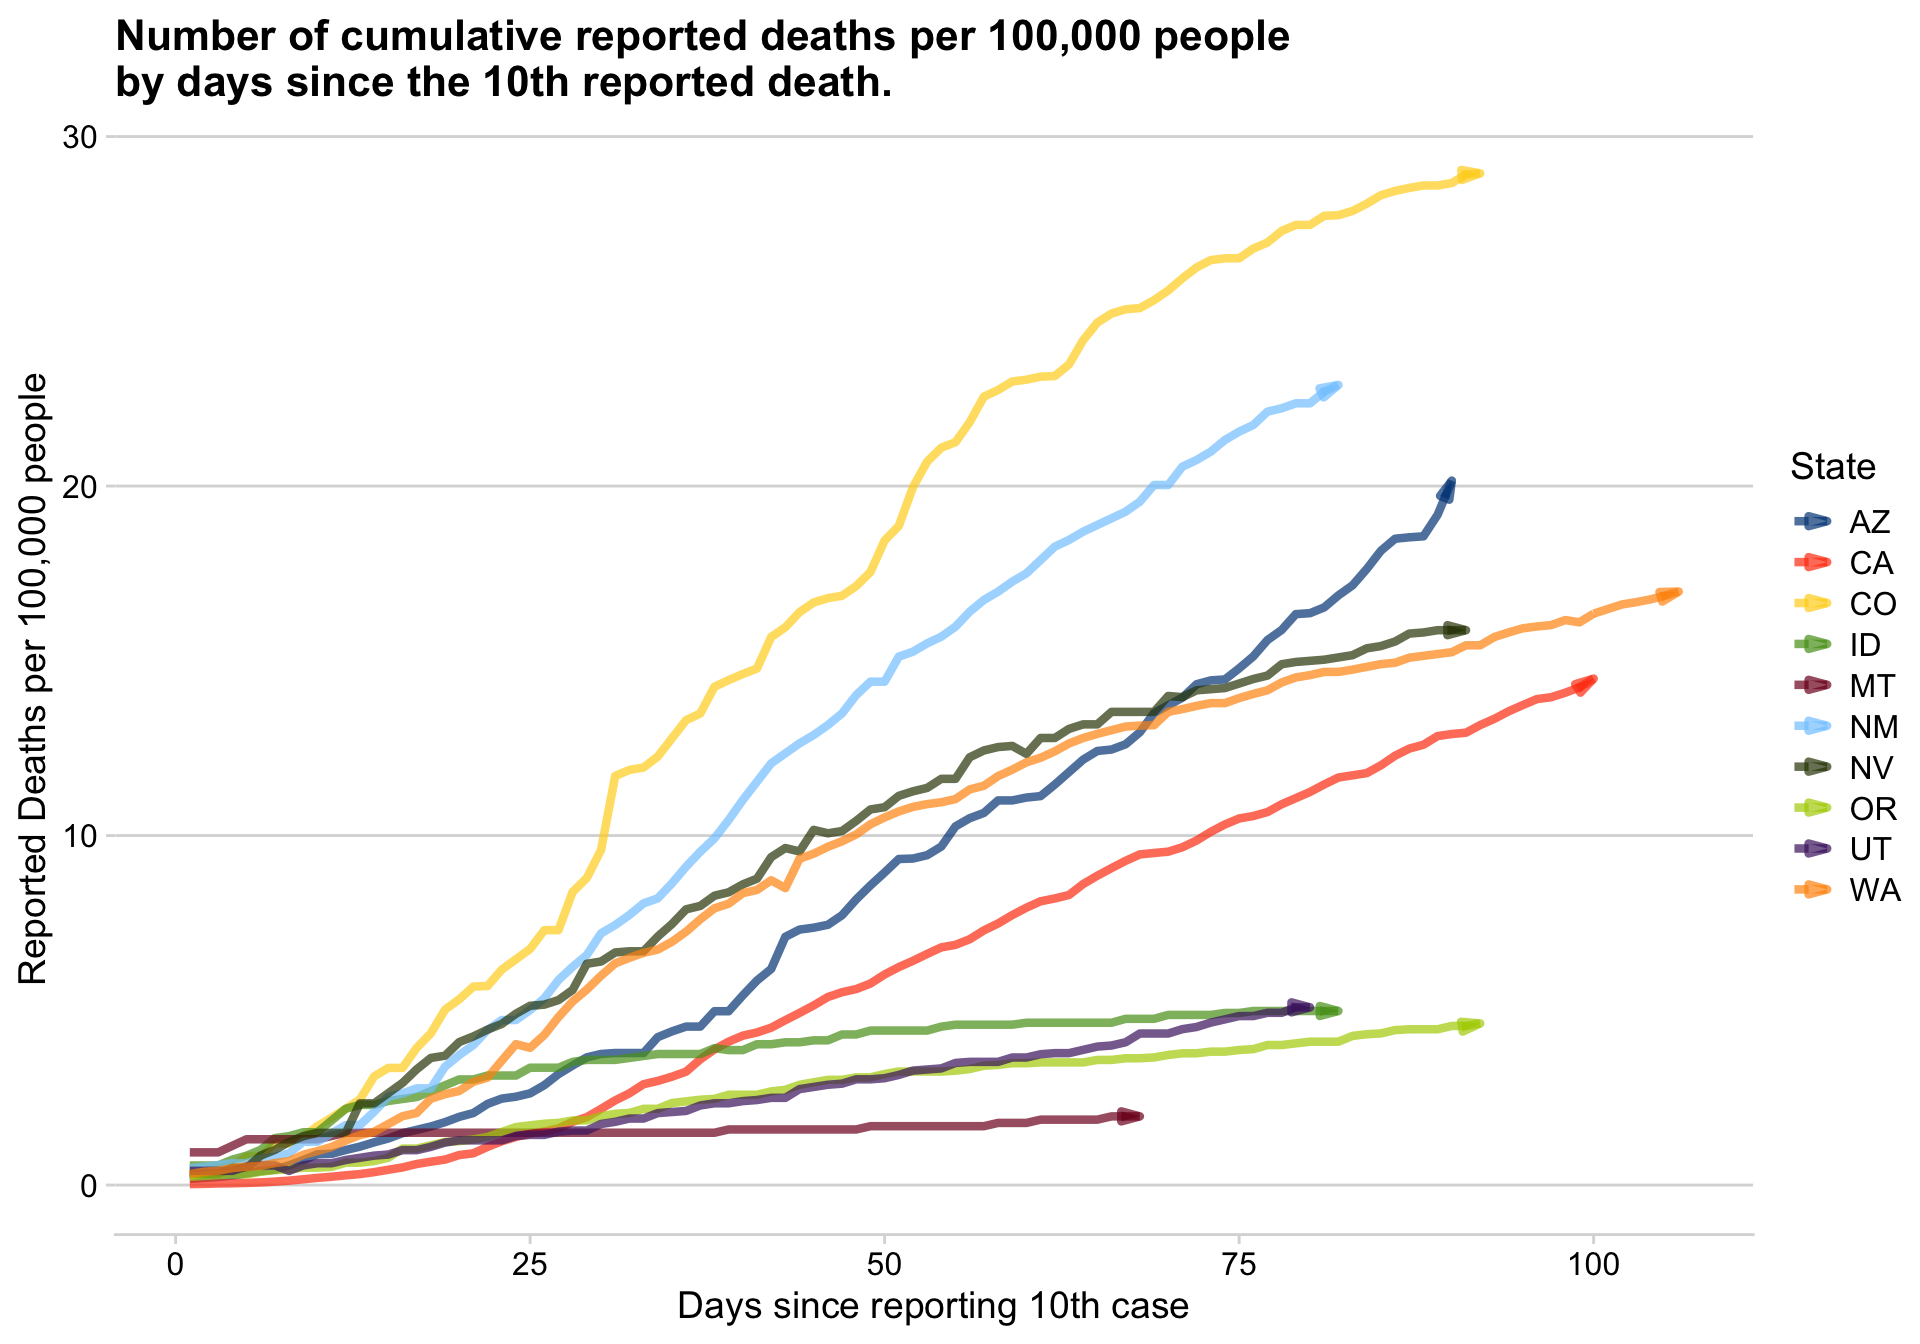 Number of cumulative reported deaths per 100,000 people
by days since the 10th reported death.
30
20
10
0
Reported Deaths per 100,000 people
0
25
50
75
100
Days since reporting 10th case
State
AZ
CA
CO
ID
MT
NM
NV
OR
UT
WA